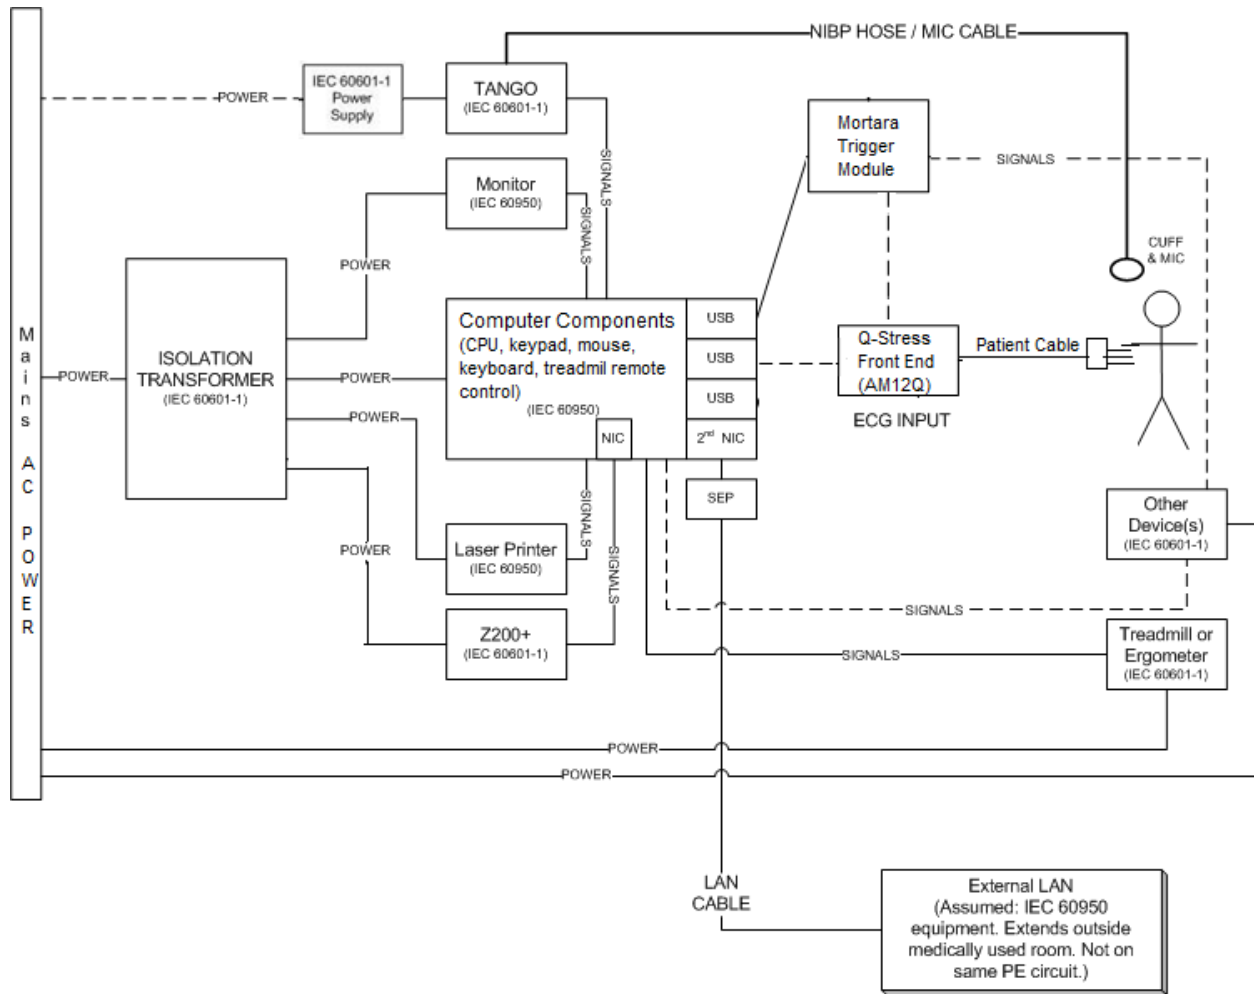 NIBP HOSE / MIC CABLE
IEC 60601-1
Power
Supply
POWER
TANGO
(IEC 60601-1)
SIGNALS
Mortara
Trigger
Module
SIGNALS
Monitor
(IEC 60950)
SIGNALS
CUFF
& MIC
POWER
Mains AC POWER
POWER
ISOLATION
TRANSFORMER
(IEC 60601-1)
POWER
Computer Components
(CPU, keypad, mouse,
keyboard, treadmil remote
control)
(IEC 60950)
NIC
USB
USB
USB
2nd NIC
SEP
Q-Stress
Front End
(AM12Q)
ECG INPUT
Patient Cable
POWER
POWER
Laser Printer
(IEC 60950)
SIGNALS
SIGNALS
Z200+
(IEC 60601-1)
Other
Device(s)
(IEC 60601-1)
SIGNALS
Treadmill or
Ergometer
(IEC 60601-1)
SIGNALS
POWER
POWER
LAN
CABLE
External LAN
(Assumed: IEC 60950
equipment. Extends outside
medically used room. Not on
same PE circuit.)